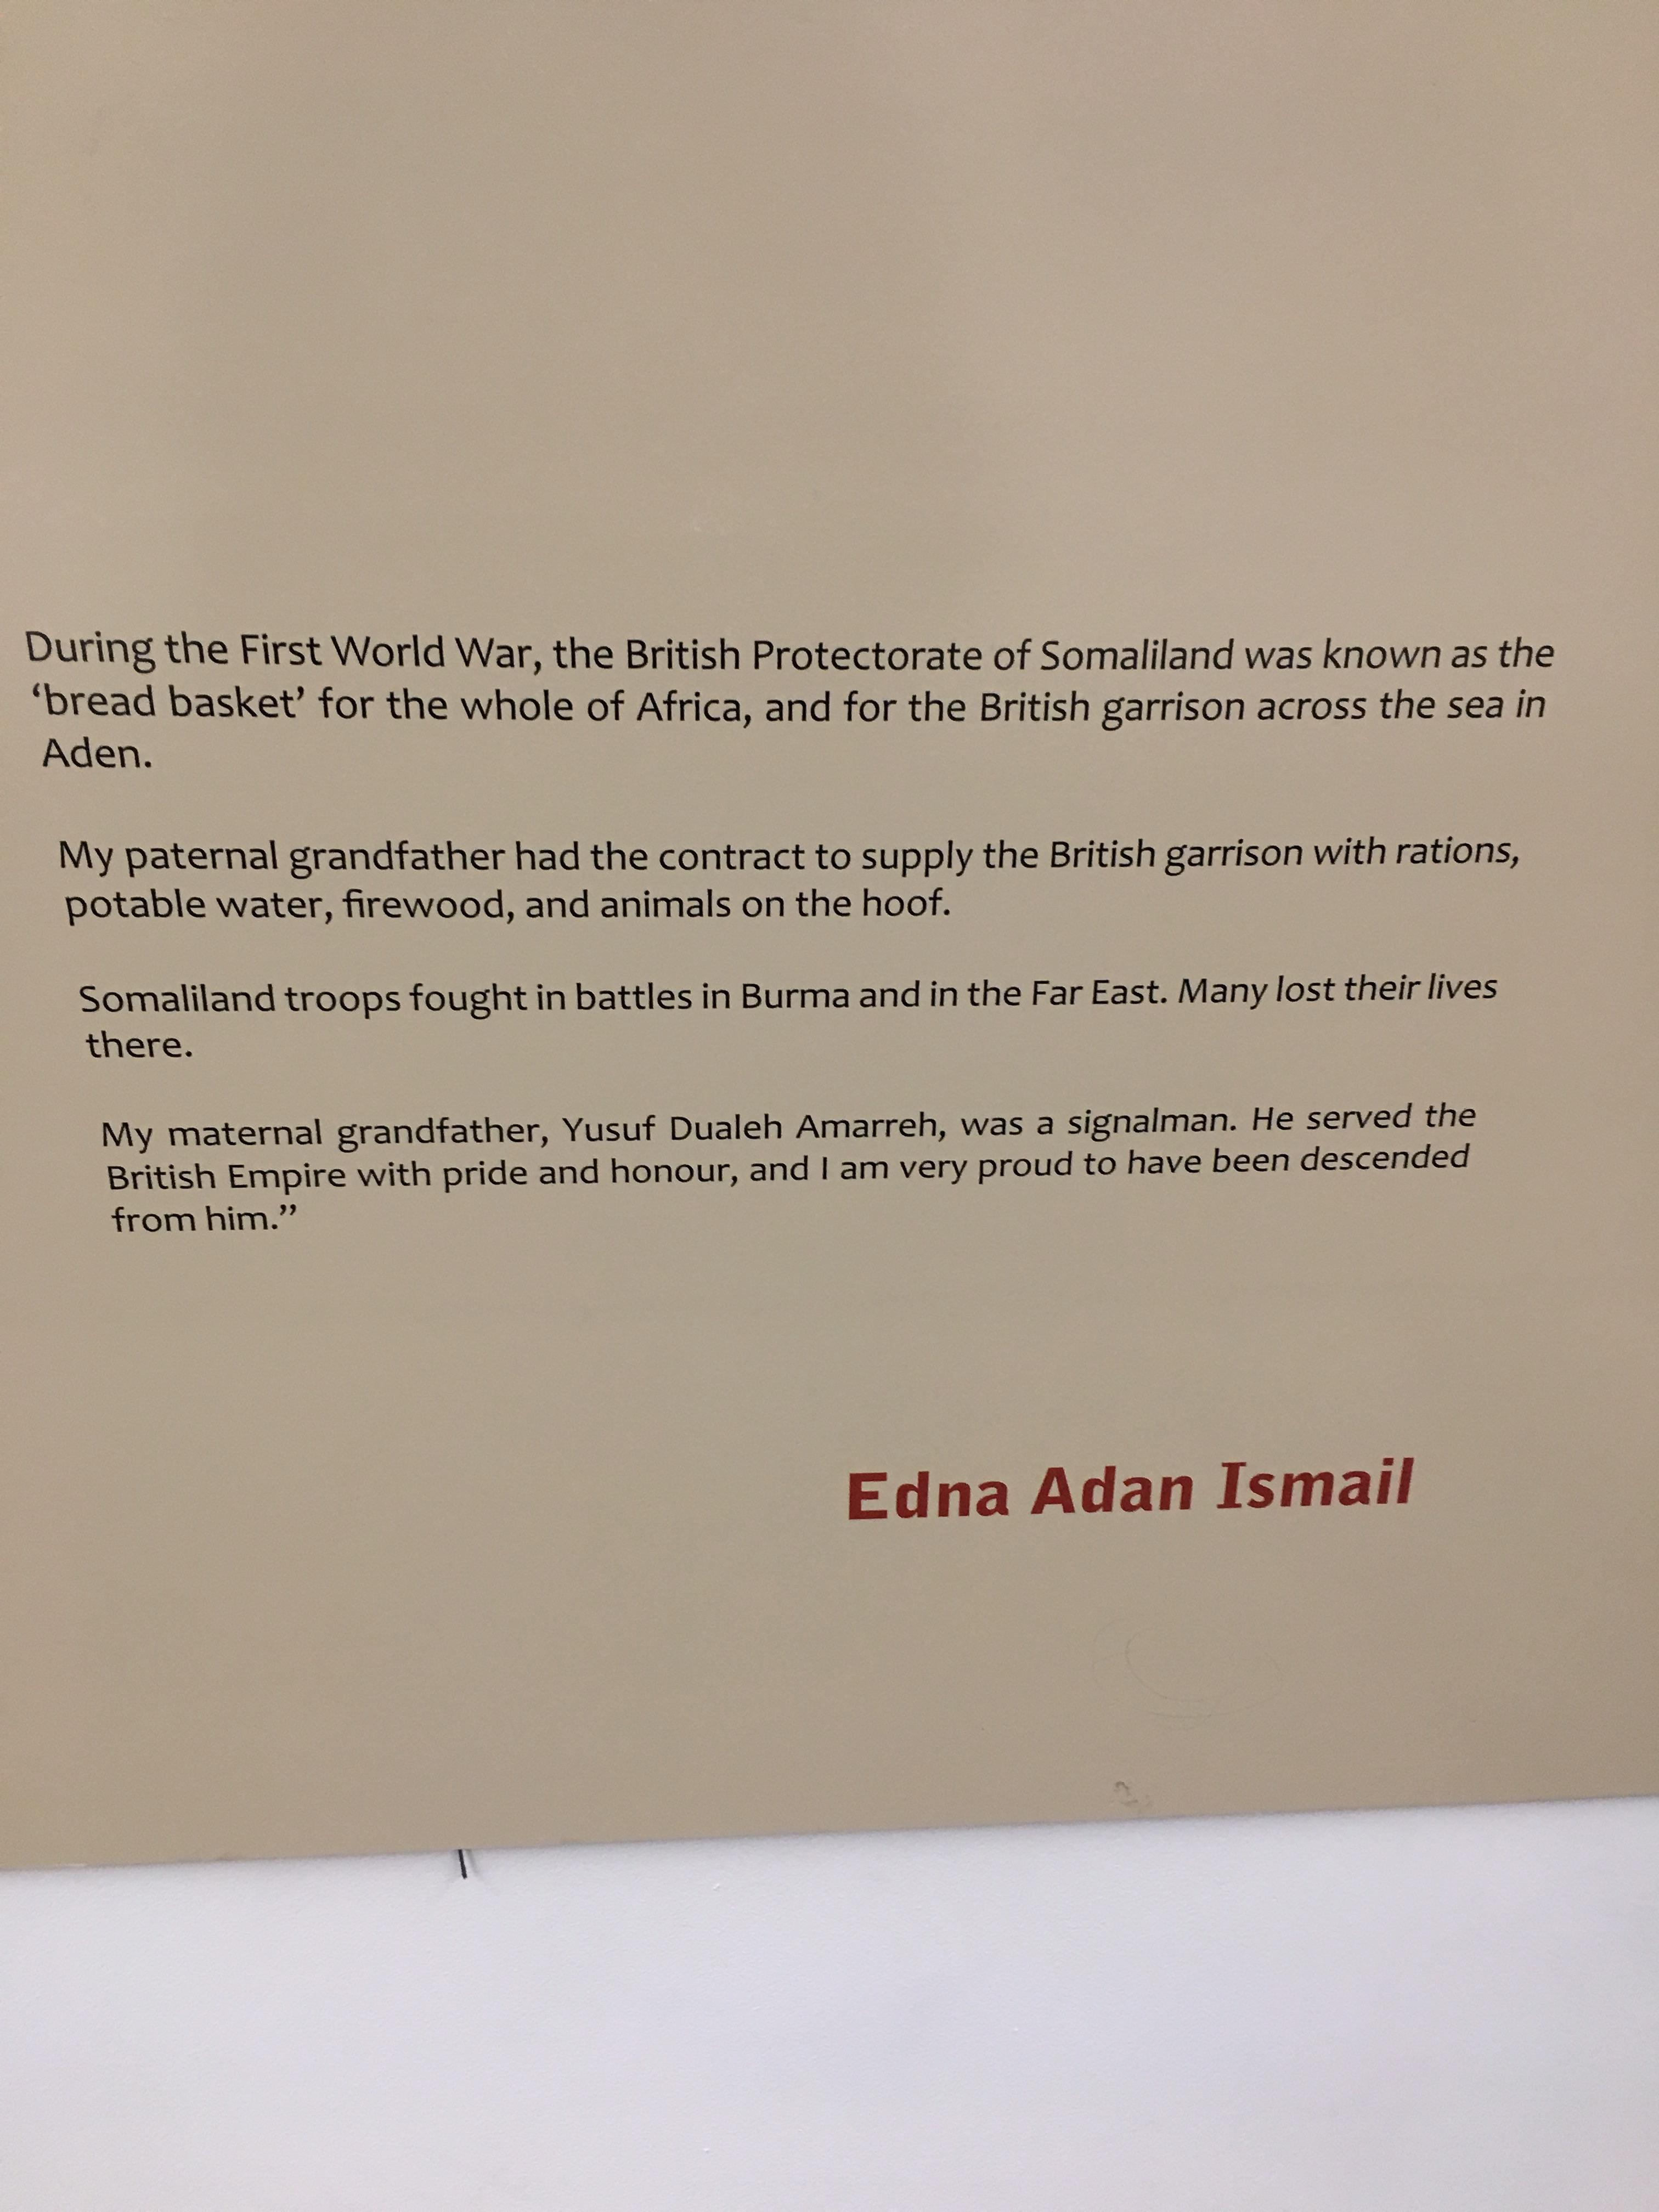 During the First World War, the British Protectorate of Somaliland was known as the
‘bread basket’ for the whole of Africa, and for the British garrison across the sea in
Aden.
My paternal grandfather had the contract to supply the British garrison with rations,
potable water, firewood, and animals on the hoof.
Somaliland troops fought in battles in Burma and in the Far East. Many lost their lives
there.
My maternal grandfather, Yusuf Dualeh Amarreh, was a signalman. He served the
British Empire with pride and honour, and I am very proud to have been descended
from him.”
Edna Adan Ismail